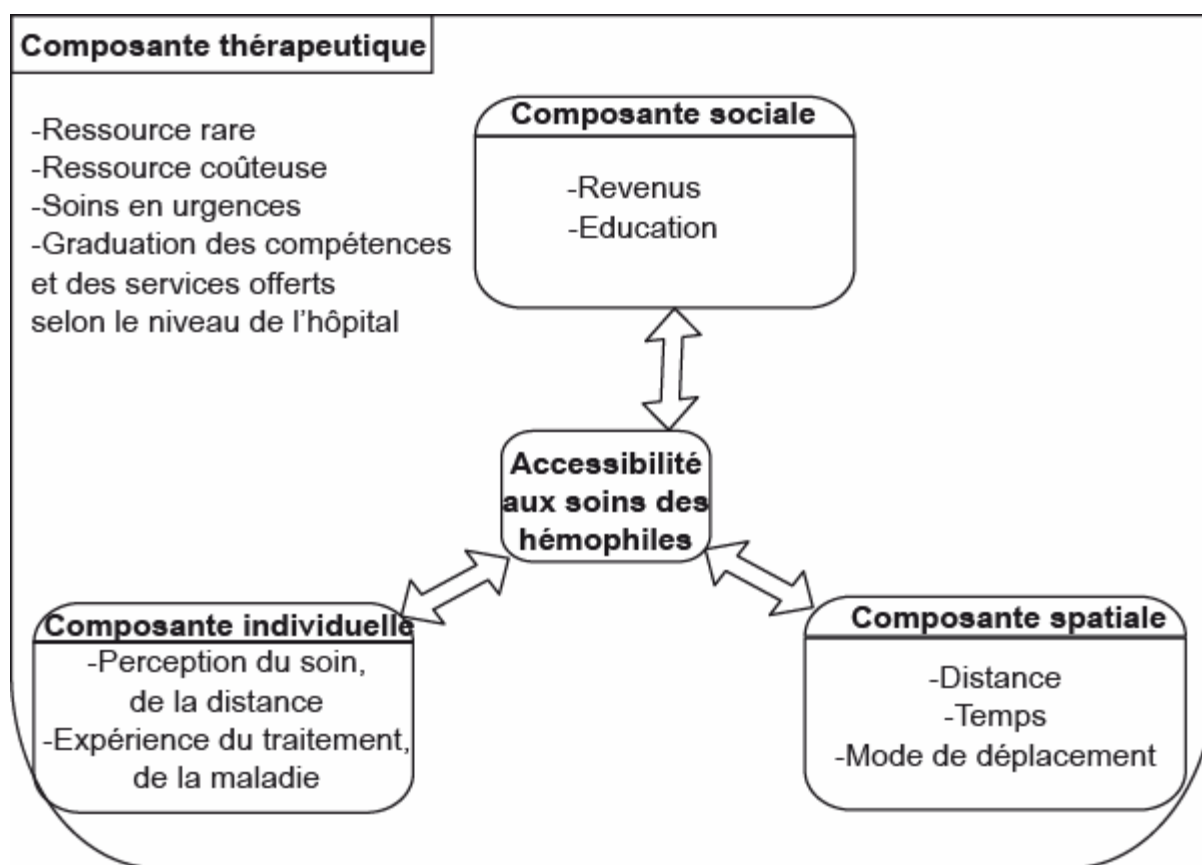 Composante thérapeutique
-Ressource rare
-Ressource coûteuse
-Soins en urgences
-Graduation des compétences
et des services offerts
selon le niveau de l'hôpital
Composante sociale
-Revenus
-Education
Accessibilité
aux soins des
hémophiles
Composante individuelle
-Perception du soin,
de la distance
-Expérience du traitement,
de la maladie
Composante spatiale
-Distance
-Temps
-Mode de déplacement